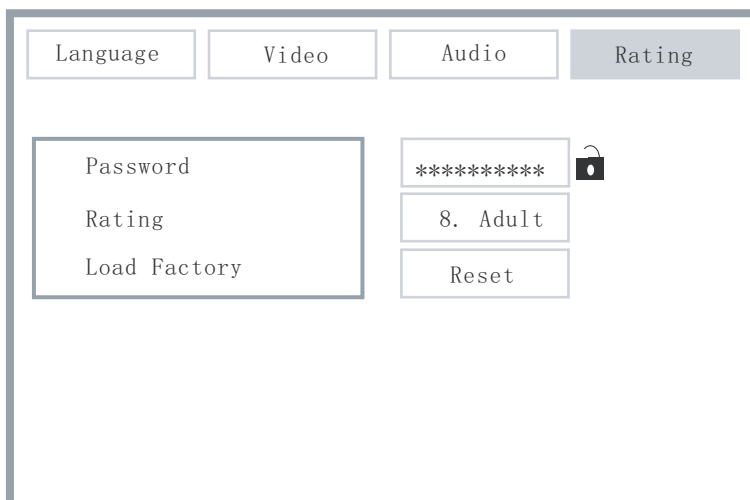 Language Video Audio Rating
Password **********
Rating 8. Adult
Load Factory Reset